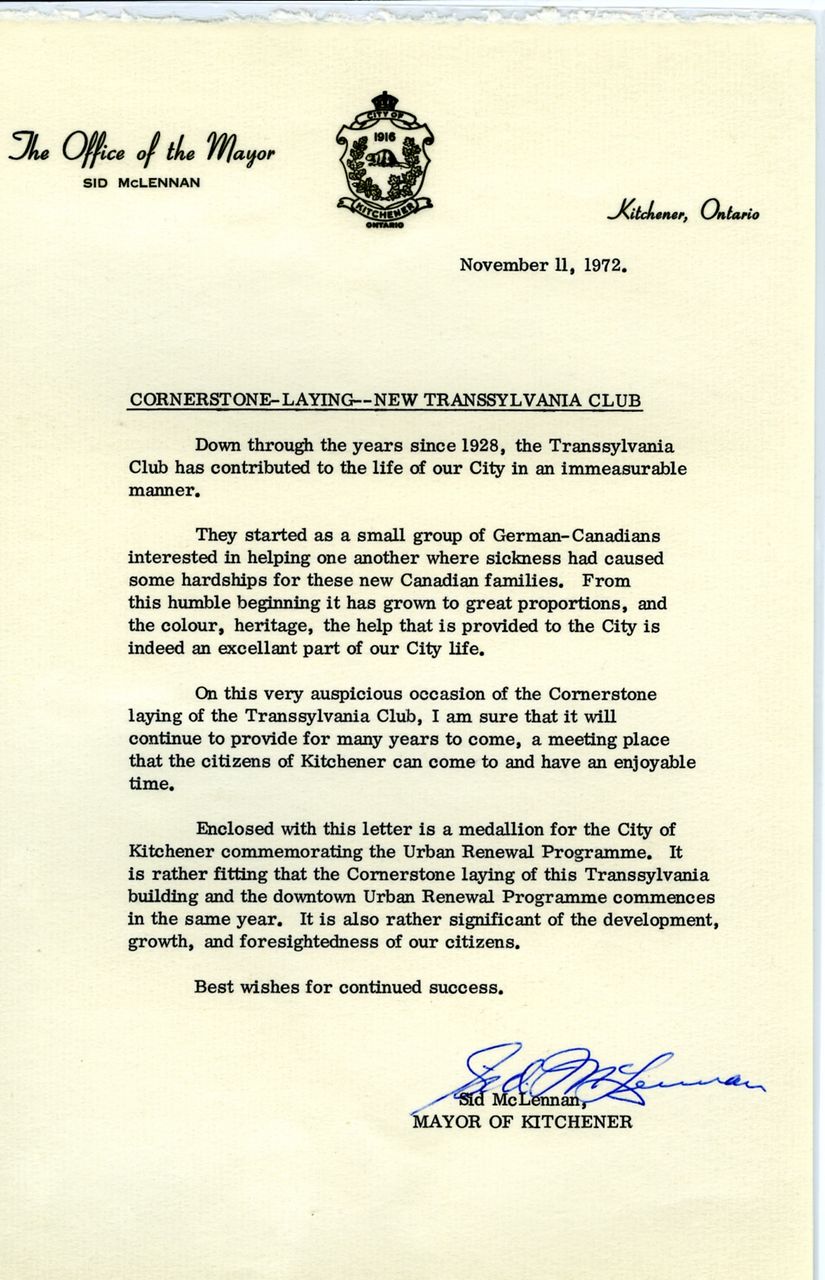 The Office of the Mayor
SID McLENNAN
CITY OF
1916
KITCHENER
ONTARIO
Kitchener, Ontario
November 11, 1972.
CORNERSTONE-LAYING--NEW TRANSSYLVANIA CLUB
Down through the years since 1928, the Transsylvania
Club has contributed to the life of our City in an immeasurable
manner.
They started as a small group of German-Canadians
interested in helping one another where sickness had caused
some hardships for these new Canadian families. From
this humble beginning it has grown to great proportions, and
the colour, heritage, the help that is provided to the City is
indeed an excellant part of our City life.
On this very auspicious occasion of the Cornerstone
laying of the Transsylvania Club, I am sure that it will
continue to provide for many years to come, a meeting place
that the citizens of Kitchener can come to and have an enjoyable
time.
Enclosed with this letter is a medallion for the City of
Kitchener commemorating the Urban Renewal Programme. It
is rather fitting that the Cornerstone laying of this Transsylvania
building and the downtown Urban Renewal Programme commences
in the same year. It is also rather significant of the development,
growth, and foresightedness of our citizens.
Best wishes for continued success.
Sid McLennan
Sid McLennan,
MAYOR OF KITCHENER